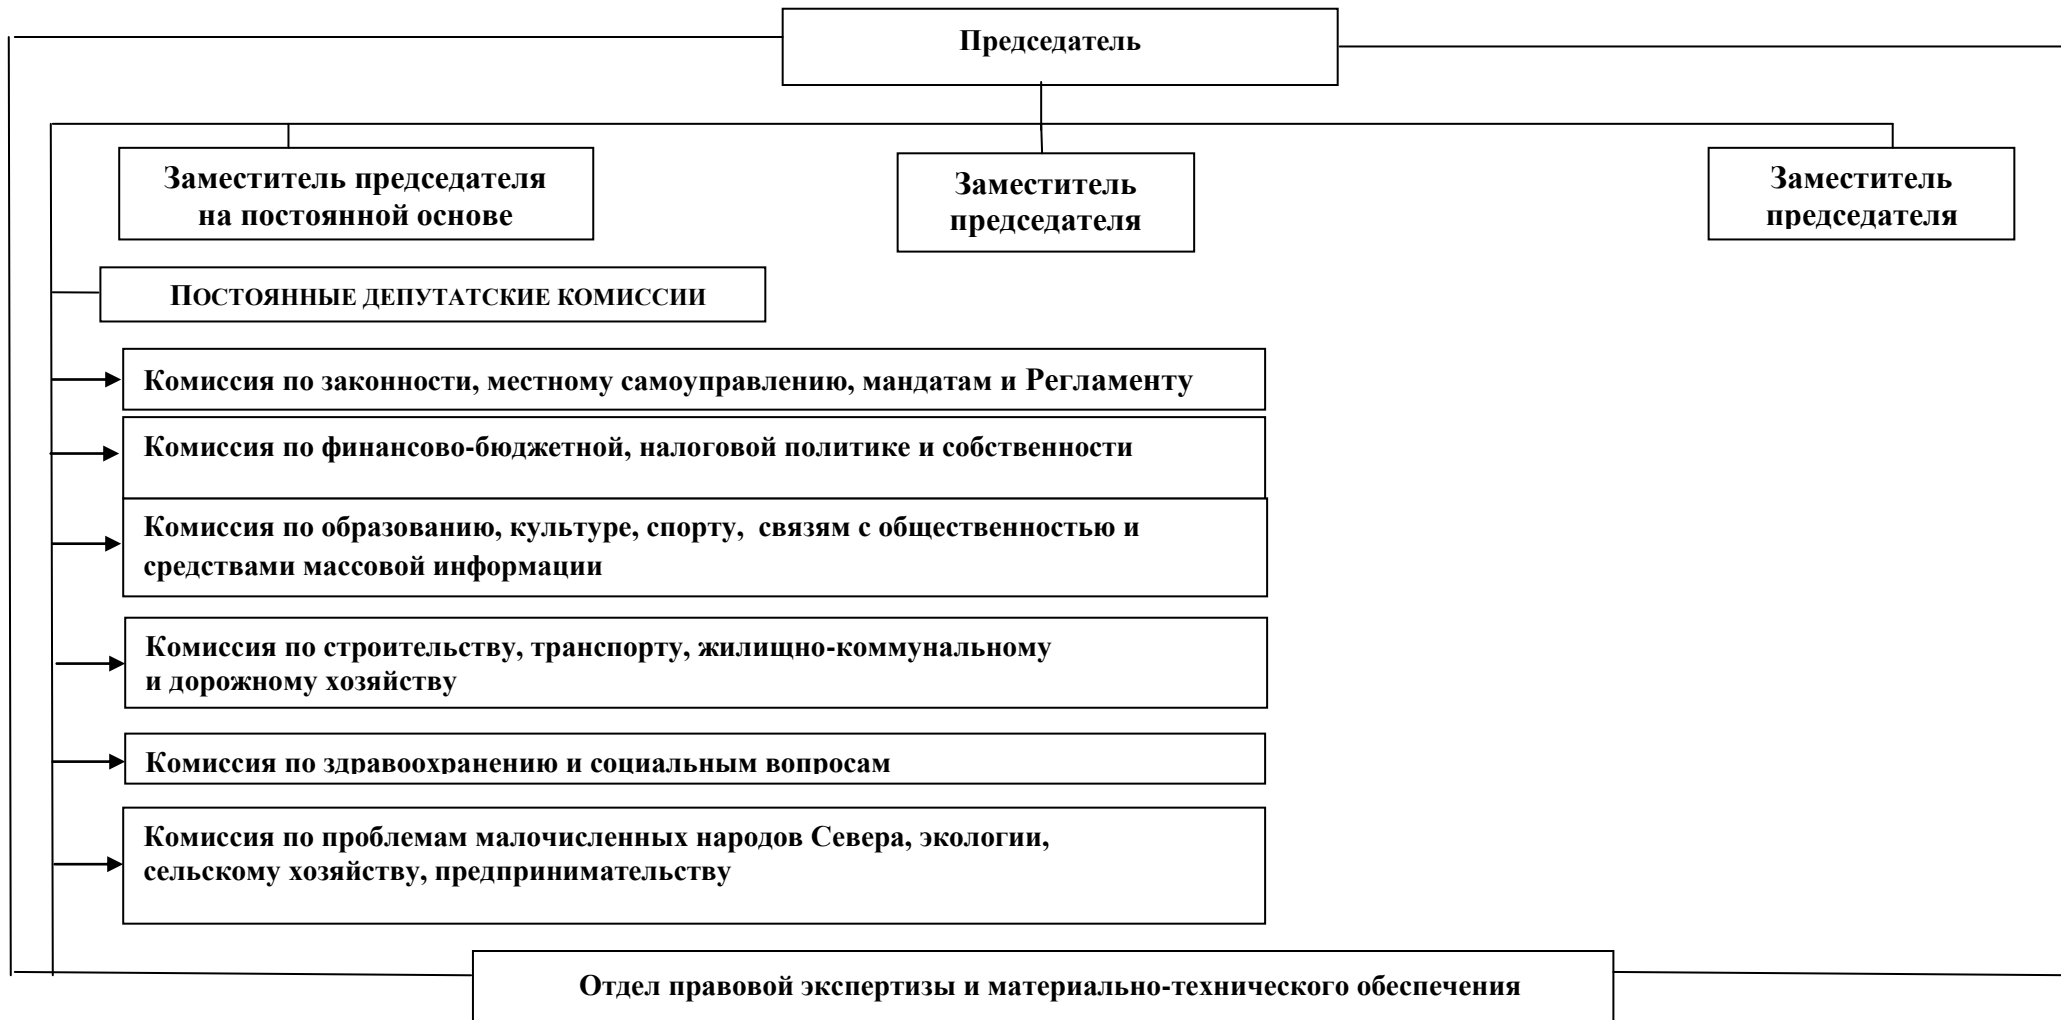 Председатель
Заместитель председателя
на постоянной основе
Заместитель
председателя
Заместитель
председателя
ПОСТОЯННЫЕ ДЕПУТАТСКИЕ КОМИССИИ
Комиссия по законности, местному самоуправлению, мандатам и Регламенту
Комиссия по финансово-бюджетной, налоговой политике и собственности
Комиссия по образованию, культуре, спорту, связям с общественностью и
средствами массовой информации
Комиссия по строительству, транспорту, жилищно-коммунальному
и дорожному хозяйству
Комиссия по здравоохранению и социальным вопросам
Комиссия по проблемам малочисленных народов Севера, экологии,
сельскому хозяйству, предпринимательству
Отдел правовой экспертизы и материально-технического обеспечения